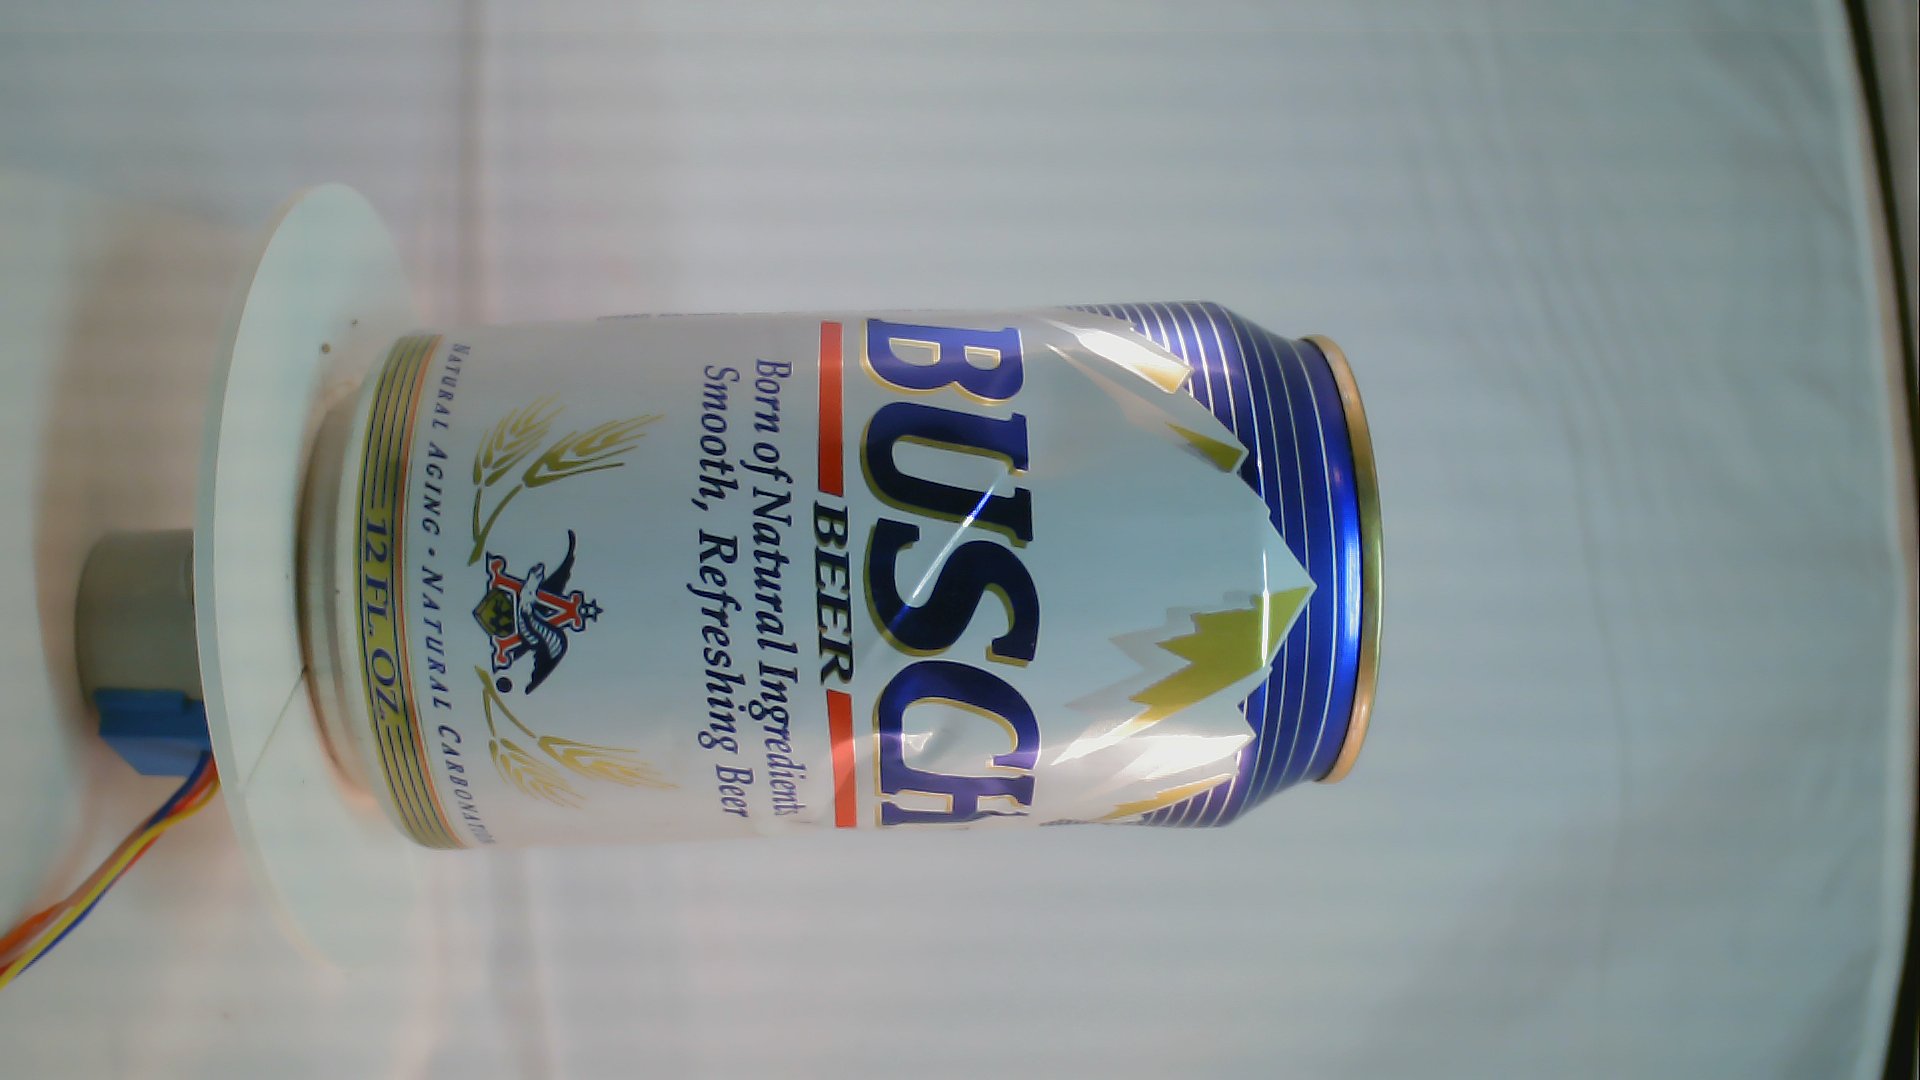 BUSCH
BEER
Born of Natural Ingredients
Smooth, Refreshing Beer
NATURAL AGING • NATURAL CARBONATION
12 FL. OZ.